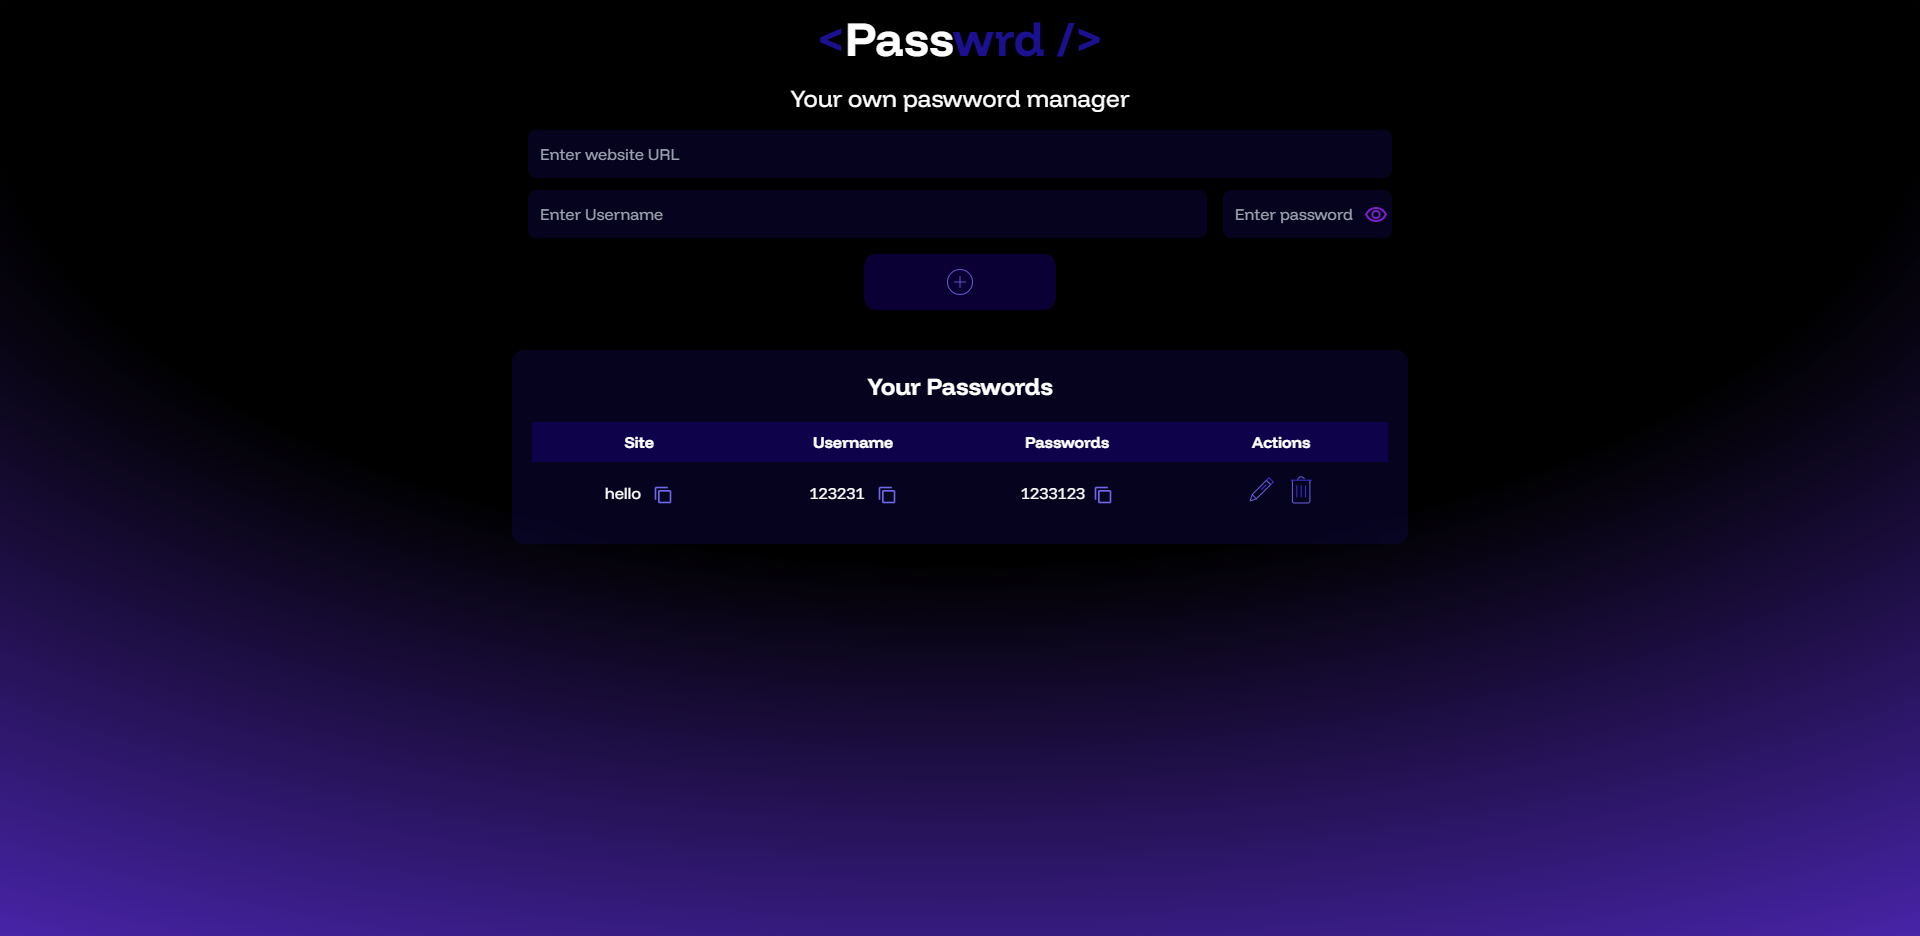 <Passwrd />
Your own paswword manager
Enter website URL
Enter Username Enter password
Your Passwords
Site Username Passwords Actions
hello 123231 1233123